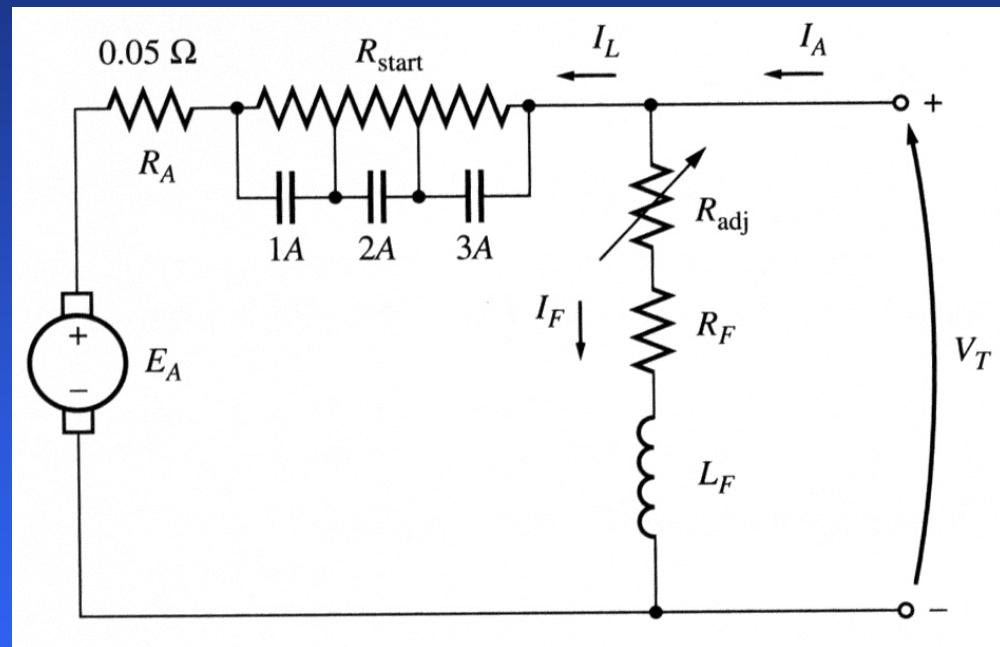 0.05 Ω
R_start
I_L
I_A
+
R_A
R_adj
1A
2A
3A
I_F
R_F
+
E_A
V_T
–
L_F
–